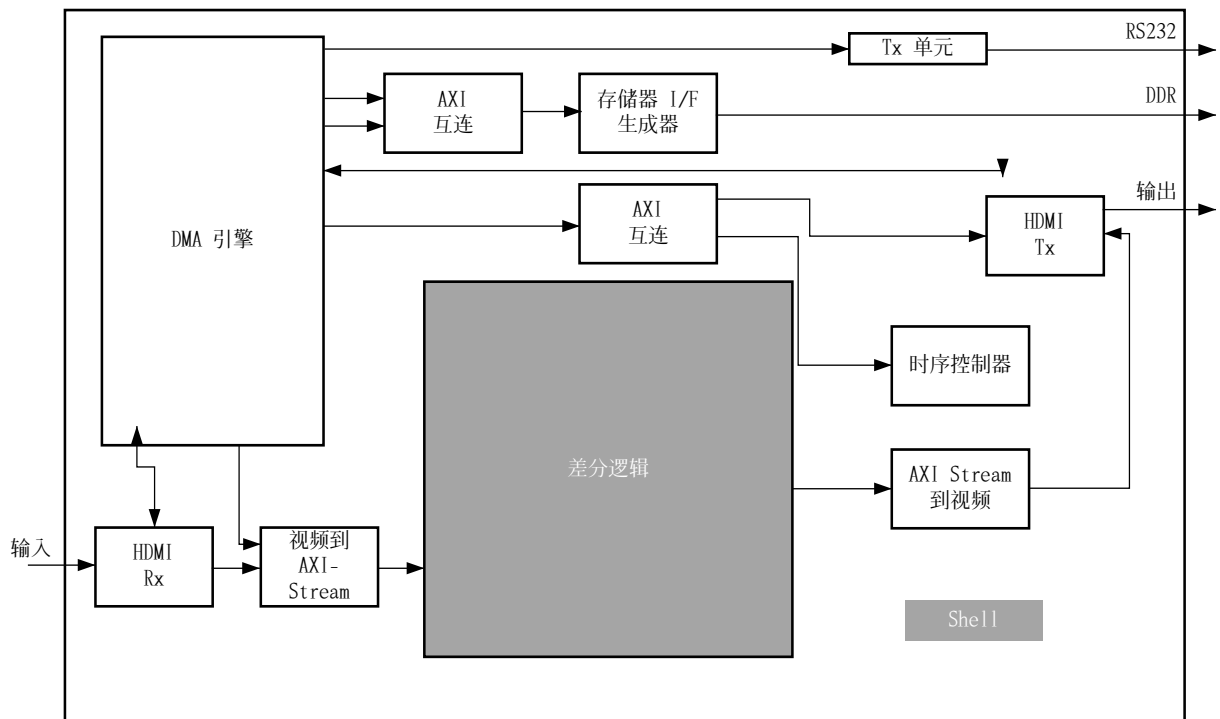 RS232
Tx 单元
DDR
AXI
互连
存储器 I/F
生成器
输出
AXI
互连
HDMI
Tx
DMA 引擎
时序控制器
差分逻辑
AXI Stream
到视频
输入
HDMI
Rx
视频到
AXI-
Stream
Shell